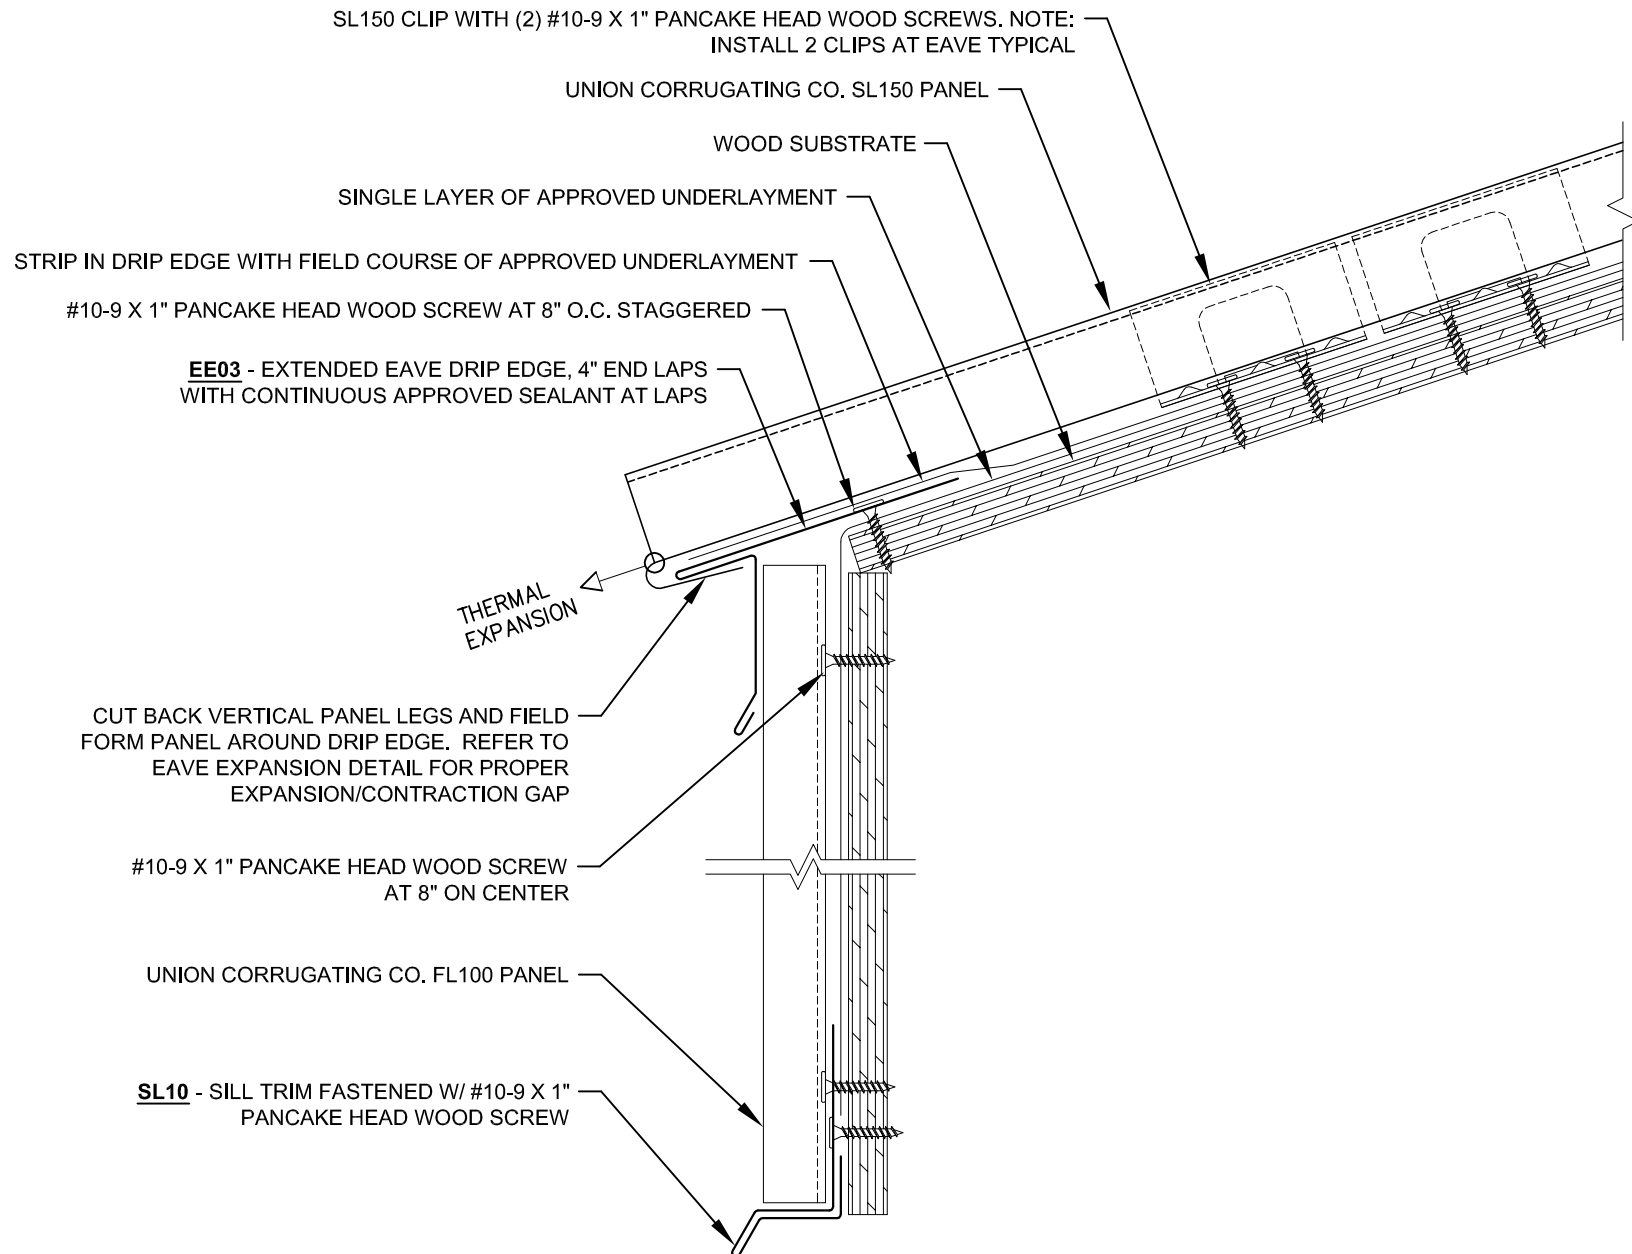 SL150 CLIP WITH (2) #10-9 X 1" PANCAKE HEAD WOOD SCREWS. NOTE:
INSTALL 2 CLIPS AT EAVE TYPICAL
UNION CORRUGATING CO. SL150 PANEL
WOOD SUBSTRATE
SINGLE LAYER OF APPROVED UNDERLAYMENT
STRIP IN DRIP EDGE WITH FIELD COURSE OF APPROVED UNDERLAYMENT
#10-9 X 1" PANCAKE HEAD WOOD SCREW AT 8" O.C. STAGGERED
EE03 - EXTENDED EAVE DRIP EDGE, 4" END LAPS
WITH CONTINUOUS APPROVED SEALANT AT LAPS
THERMAL
EXPANSION
CUT BACK VERTICAL PANEL LEGS AND FIELD
FORM PANEL AROUND DRIP EDGE. REFER TO
EAVE EXPANSION DETAIL FOR PROPER
EXPANSION/CONTRACTION GAP
#10-9 X 1" PANCAKE HEAD WOOD SCREW
AT 8" ON CENTER
UNION CORRUGATING CO. FL100 PANEL
SL10 - SILL TRIM FASTENED W/ #10-9 X 1"
PANCAKE HEAD WOOD SCREW